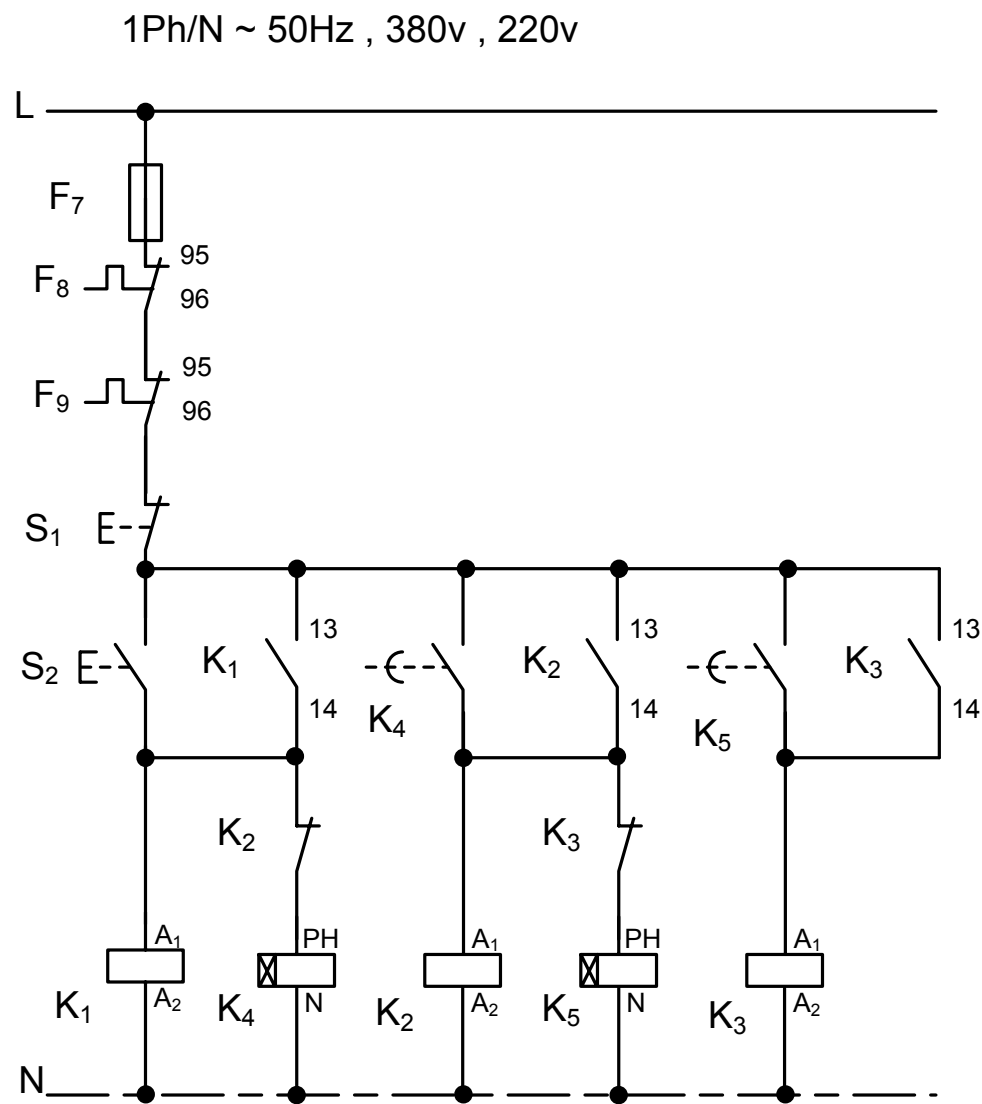 1Ph/N ~ 50Hz , 380v , 220v
L
F₇
95
F₈
96
95
F₉
96
S₁
13 13 13
S₂ K₁ K₂ K₃
14 14 14
K₄ K₅
K₂ K₃
A₁ PH A₁ PH A₁
A₂ N A₂ N A₂
K₁ K₄ K₂ K₅ K₃
N